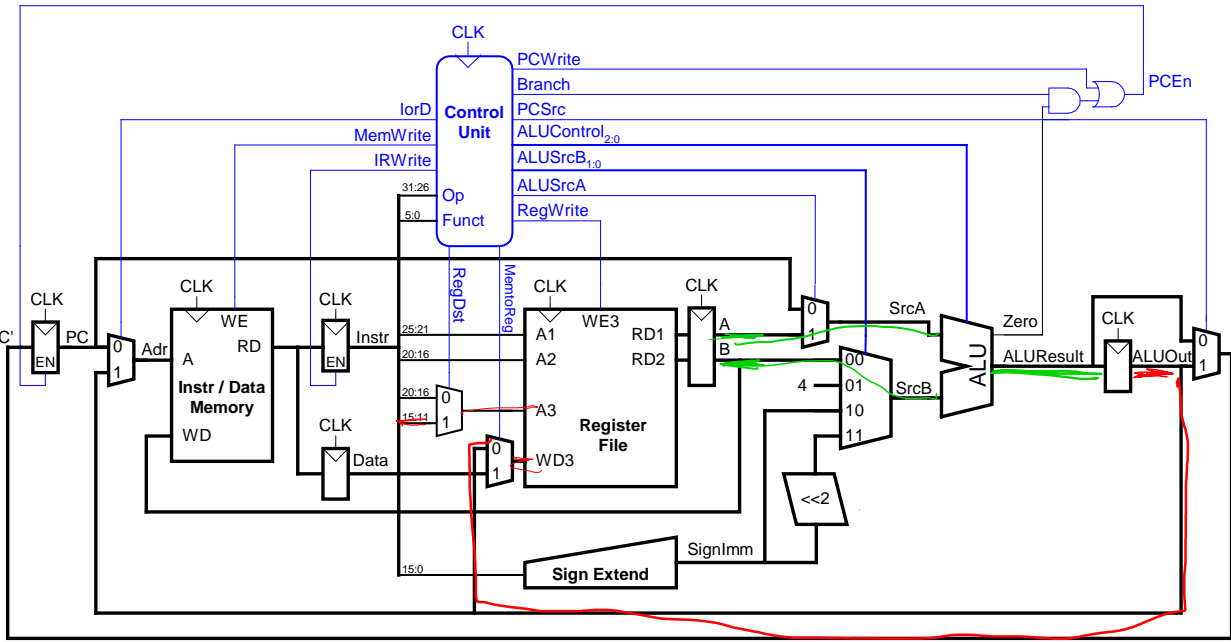 CLK
PCWrite
Branch
PCSrc
ALUControl2:0
ALUSrcB1:0
ALUSrcA
RegWrite
PCEn
IorD
MemWrite
IRWrite
Control
Unit
31:26
Op
5:0
Funct
RegDst
MemtoReg
CLK
CLK
CLK
CLK
C'
EN
PC
0
1
Adr
WE
A
RD
Instr / Data
Memory
WD
EN
Instr
CLK
Data
25:21
20:16
20:16
0
15:11
1
0
1
A1
WE3
RD1
A2
RD2
A3
Register
File
WD3
CLK
A
B
0
1
SrcA
4
00
01
10
11
SrcB
<<2
ALU
Zero
ALUResult
CLK
ALUOut
0
1
15:0
Sign Extend
SignImm